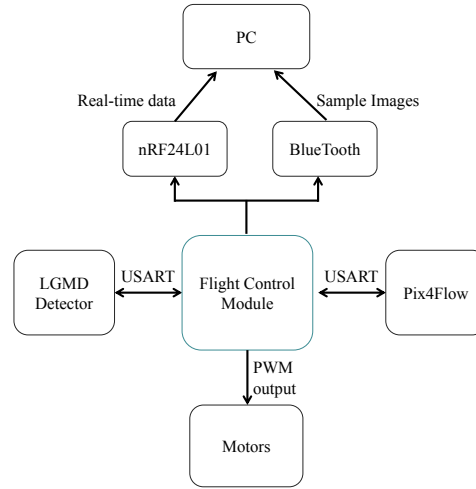 PC
Real-time data
Sample Images
nRF24L01
BlueTooth
LGMD
Detector
USART
Flight Control
Module
USART
Pix4Flow
PWM
output
Motors